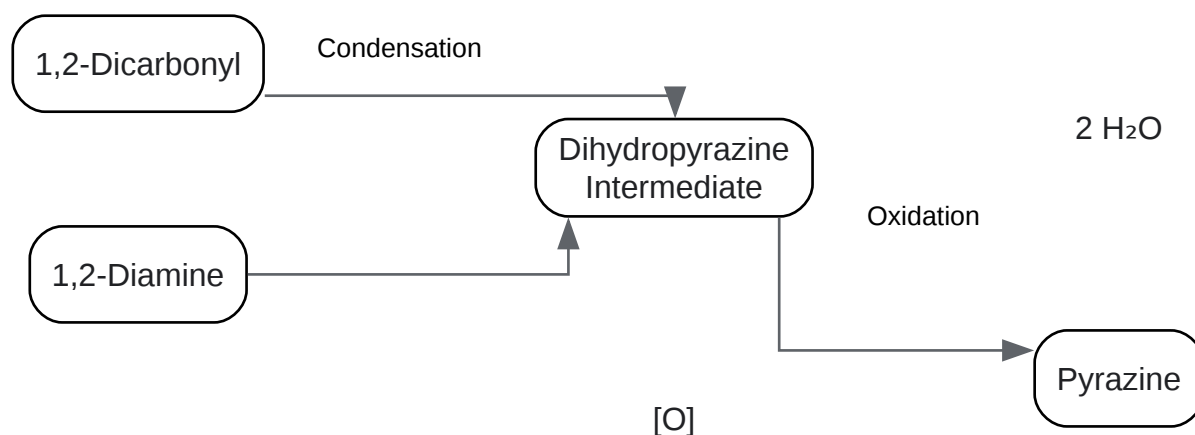 1,2-Dicarbonyl
Condensation
Dihydropyrazine
Intermediate
2 H₂O
Oxidation
1,2-Diamine
Pyrazine
[O]